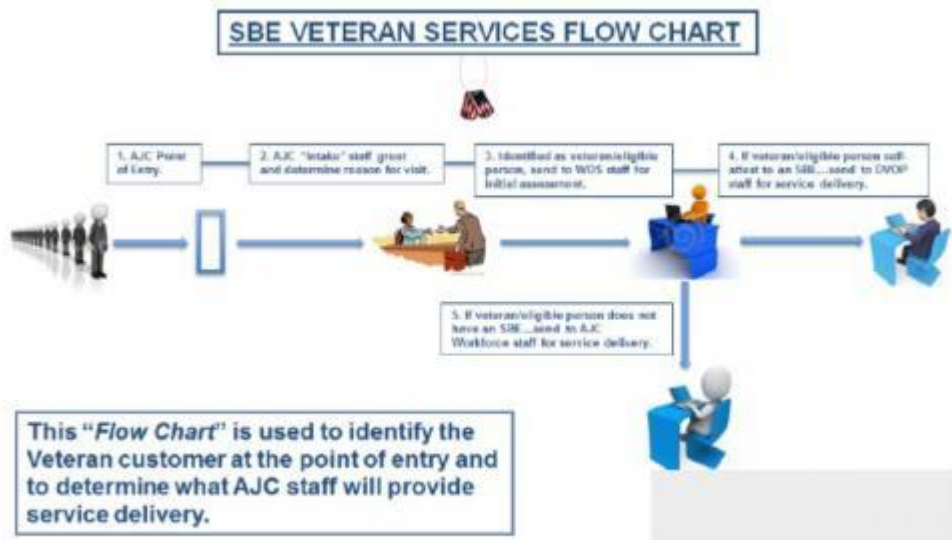 SBE VETERAN SERVICES FLOW CHART
1. AJC Point
of Entry.
2. AJC "Intake" staff greet
and determine reason for visit.
3. Identified as veteran/eligible
person, send to WDS staff for
initial assessment.
4. If veteran/eligible person self-
attest to an SBE...send to DVOP
staff for service delivery.
5. If veteran/eligible person does not
have an SBE...send to AJC
Workforce staff for service delivery.
This "Flow Chart" is used to identify the
Veteran customer at the point of entry and
to determine what AJC staff will provide
service delivery.